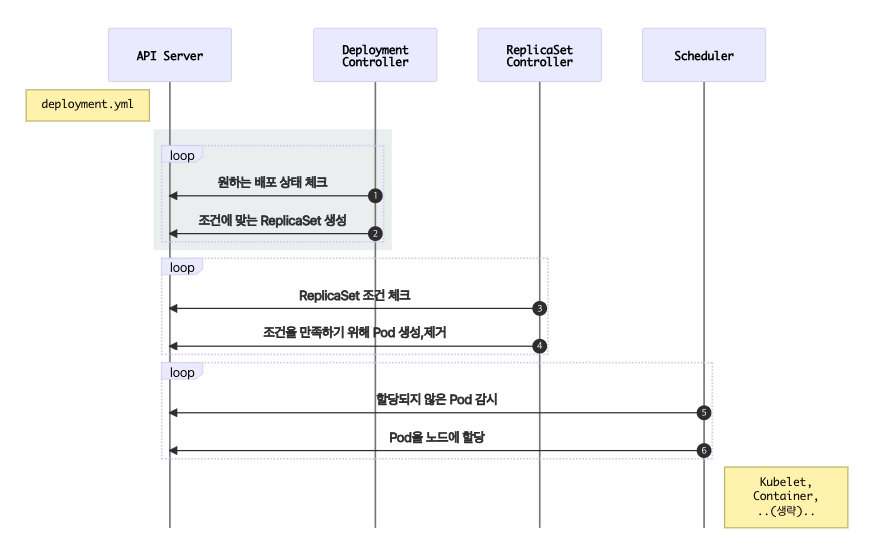 API Server
Deployment
Controller
ReplicaSet
Controller
Scheduler
deployment.yml
loop
원하는 배포 상태 체크
1
조건에 맞는 ReplicaSet 생성
2
loop
ReplicaSet 조건 체크
3
조건을 만족하기 위해 Pod 생성,제거
4
loop
할당되지 않은 Pod 감시
5
Pod을 노드에 할당
6
Kubelet,
Container,
..(생략)..